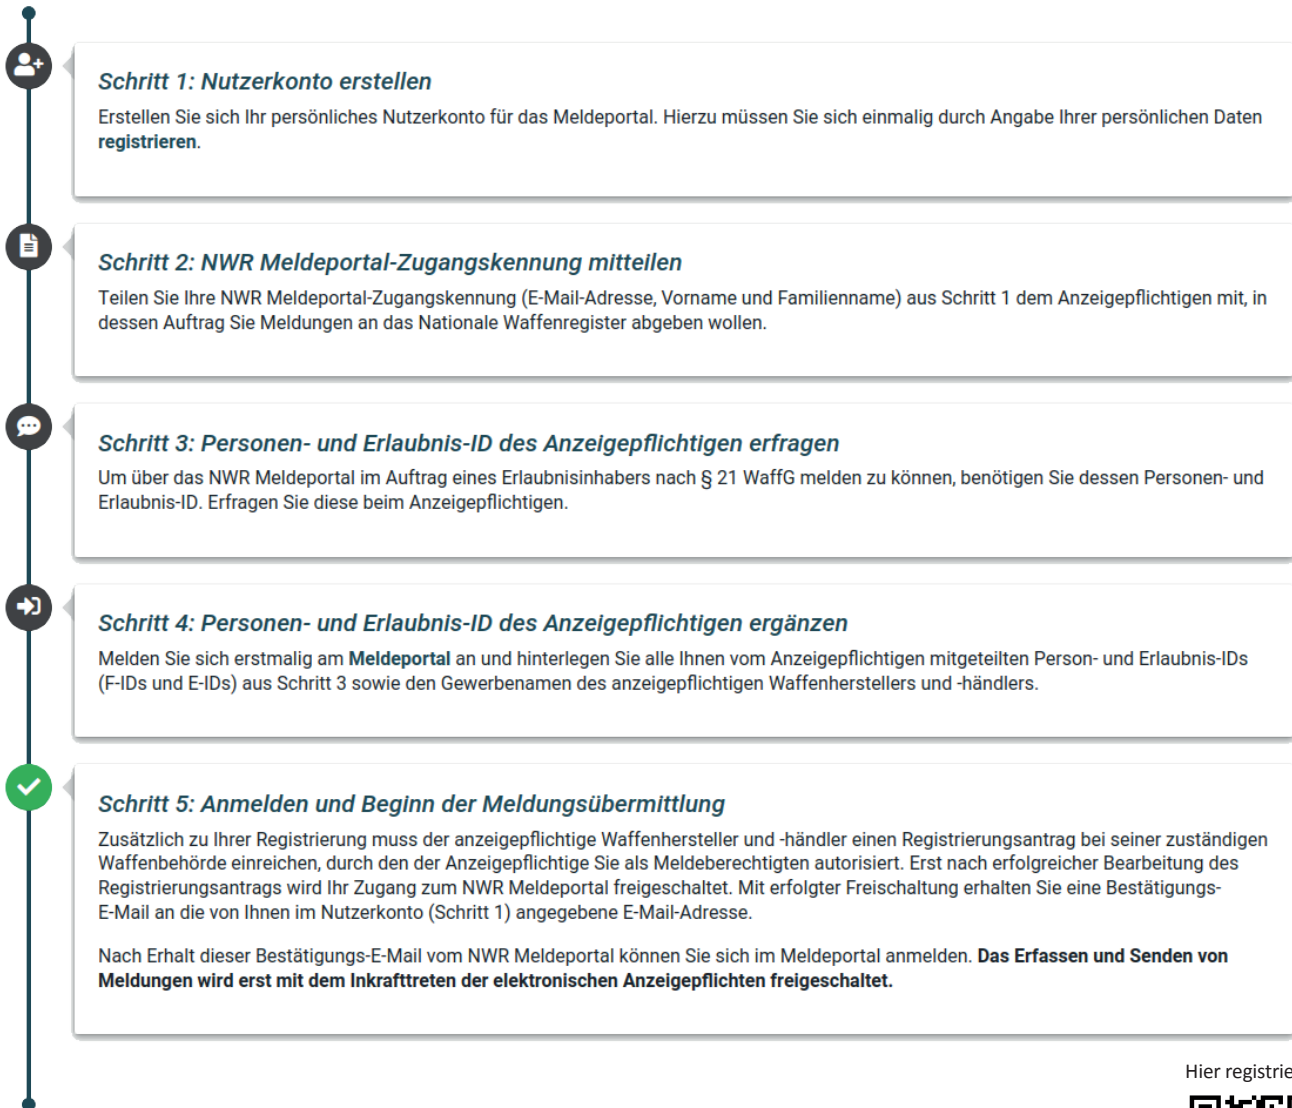 Schritt 1: Nutzerkonto erstellen
Erstellen Sie sich Ihr persönliches Nutzerkonto für das Meldeportal. Hierzu müssen Sie sich einmalig durch Angabe Ihrer persönlichen Daten
registrieren.
Schritt 2: NWR Meldeportal-Zugangskennung mitteilen
Teilen Sie Ihre NWR Meldeportal-Zugangskennung (E-Mail-Adresse, Vorname und Familienname) aus Schritt 1 dem Anzeigepflichtigen mit, in
dessen Auftrag Sie Meldungen an das Nationale Waffenregister abgeben wollen.
Schritt 3: Personen- und Erlaubnis-ID des Anzeigepflichtigen erfragen
Um über das NWR Meldeportal im Auftrag eines Erlaubnisinhabers nach § 21 WaffG melden zu können, benötigen Sie dessen Personen- und
Erlaubnis-ID. Erfragen Sie diese beim Anzeigepflichtigen.
Schritt 4: Personen- und Erlaubnis-ID des Anzeigepflichtigen ergänzen
Melden Sie sich erstmalig am Meldeportal an und hinterlegen Sie alle Ihnen vom Anzeigepflichtigen mitgeteilten Person- und Erlaubnis-IDs
(F-IDs und E-IDs) aus Schritt 3 sowie den Gewerbenamen des anzeigepflichtigen Waffenherstellers und -händlers.
Schritt 5: Anmelden und Beginn der Meldungsübermittlung
Zusätzlich zu Ihrer Registrierung muss der anzeigepflichtige Waffenhersteller und -händler einen Registrierungsantrag bei seiner zuständigen
Waffenbehörde einreichen, durch den der Anzeigepflichtige Sie als Meldeberechtigten autorisiert. Erst nach erfolgreicher Bearbeitung des
Registrierungsantrags wird Ihr Zugang zum NWR Meldeportal freigeschaltet. Mit erfolgter Freischaltung erhalten Sie eine Bestätigungs-
E-Mail an die von Ihnen im Nutzerkonto (Schritt 1) angegebene E-Mail-Adresse.
Nach Erhalt dieser Bestätigungs-E-Mail vom NWR Meldeportal können Sie sich im Meldeportal anmelden. Das Erfassen und Senden von
Meldungen wird erst mit dem Inkrafttreten der elektronischen Anzeigepflichten freigeschaltet.
Hier registrie